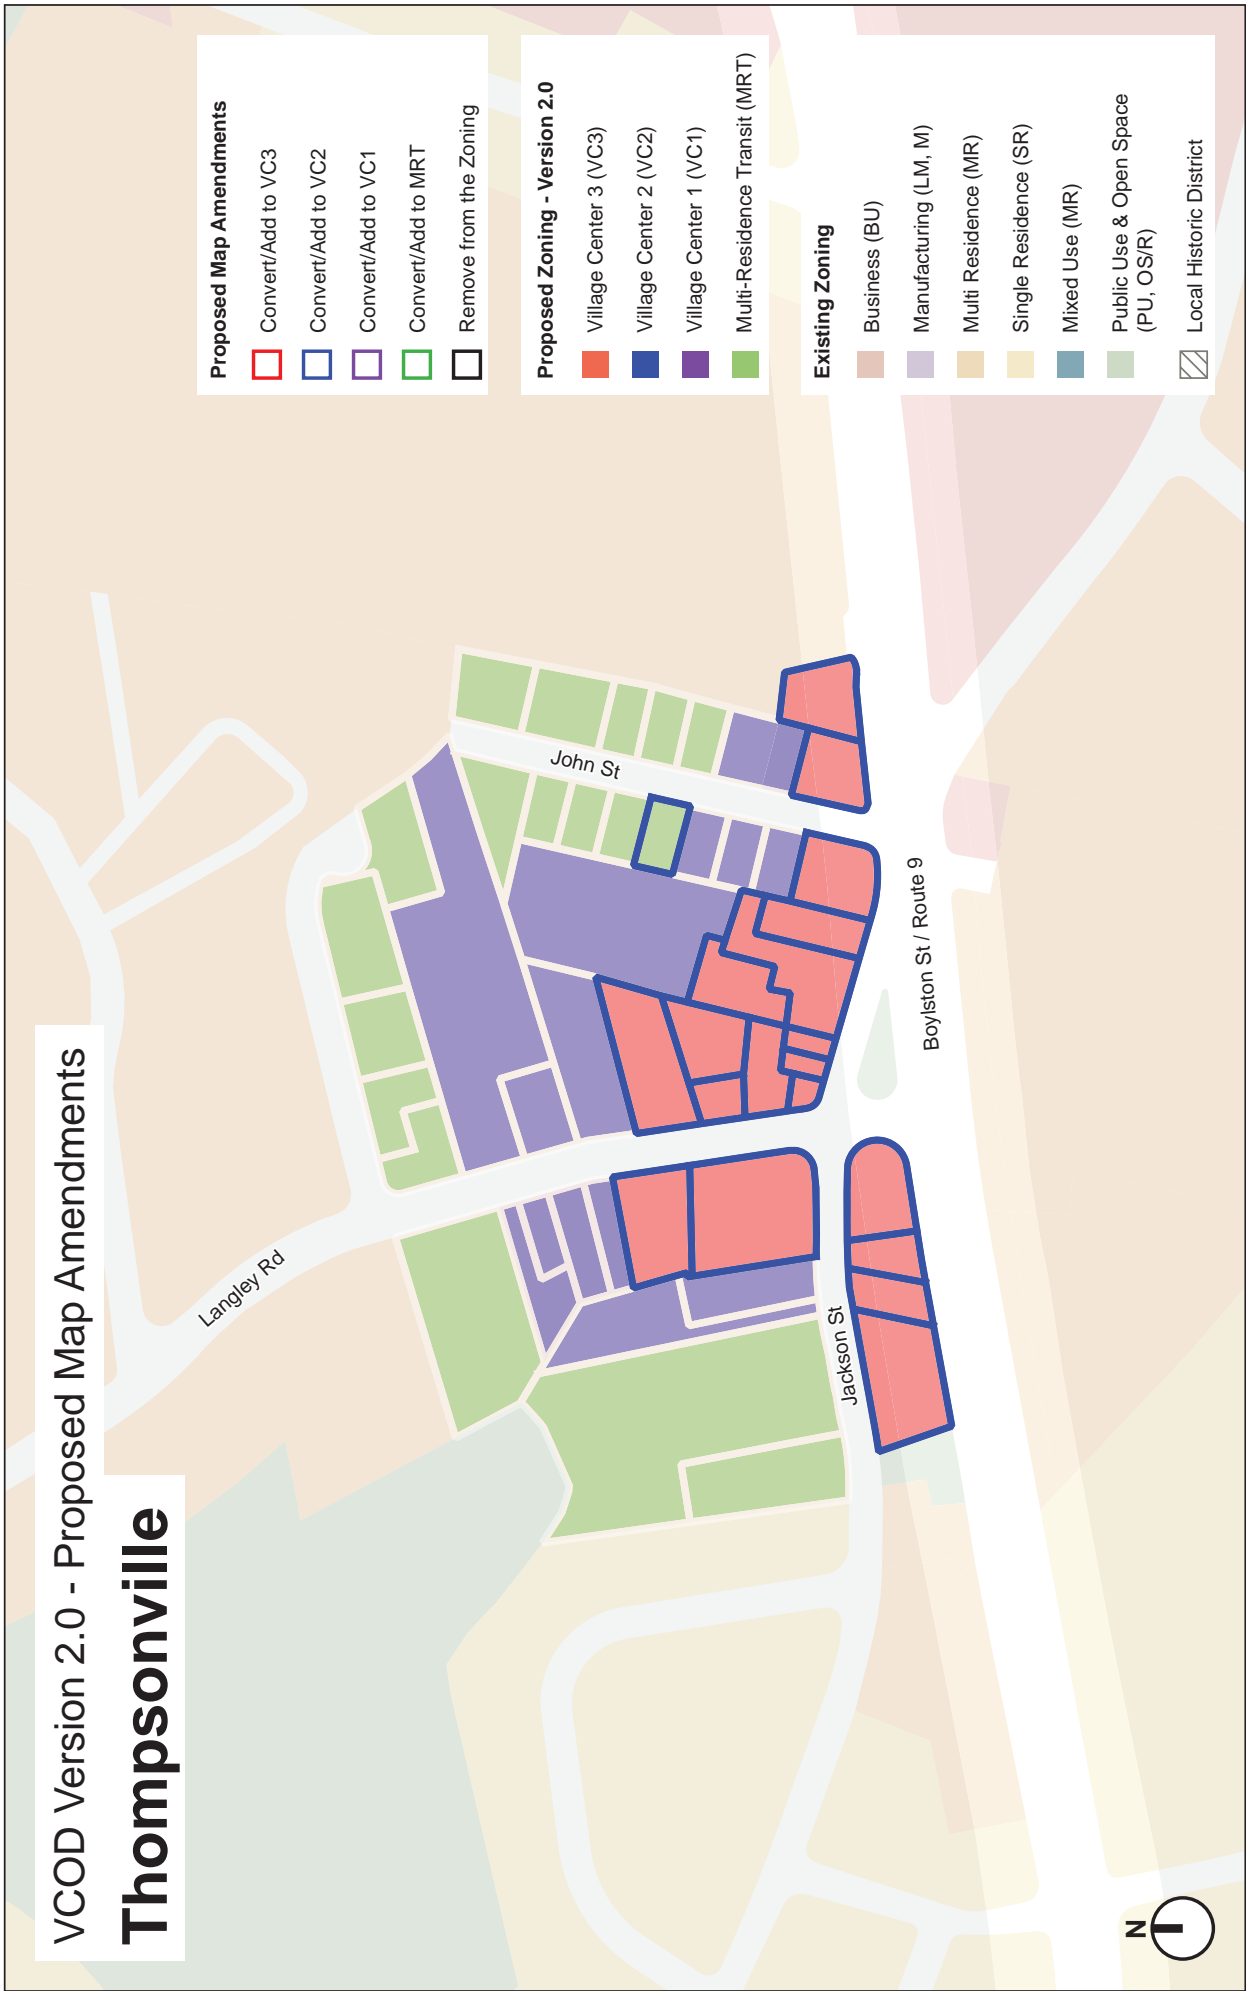 VCOD Version 2.0 - Proposed Map Amendments
Thompsonville
Proposed Map Amendments
Convert/Add to VC3
Convert/Add to VC2
Convert/Add to VC1
Convert/Add to MRT
Remove from the Zoning
Proposed Zoning - Version 2.0
Village Center 3 (VC3)
Village Center 2 (VC2)
Village Center 1 (VC1)
Multi-Residence Transit (MRT)
Existing Zoning
Business (BU)
Manufacturing (LM, M)
Multi Residence (MR)
Single Residence (SR)
Mixed Use (MR)
Public Use & Open Space
(PU, OS/R)
Local Historic District
Langley Rd
John St
Jackson St
Boylston St / Route 9
N